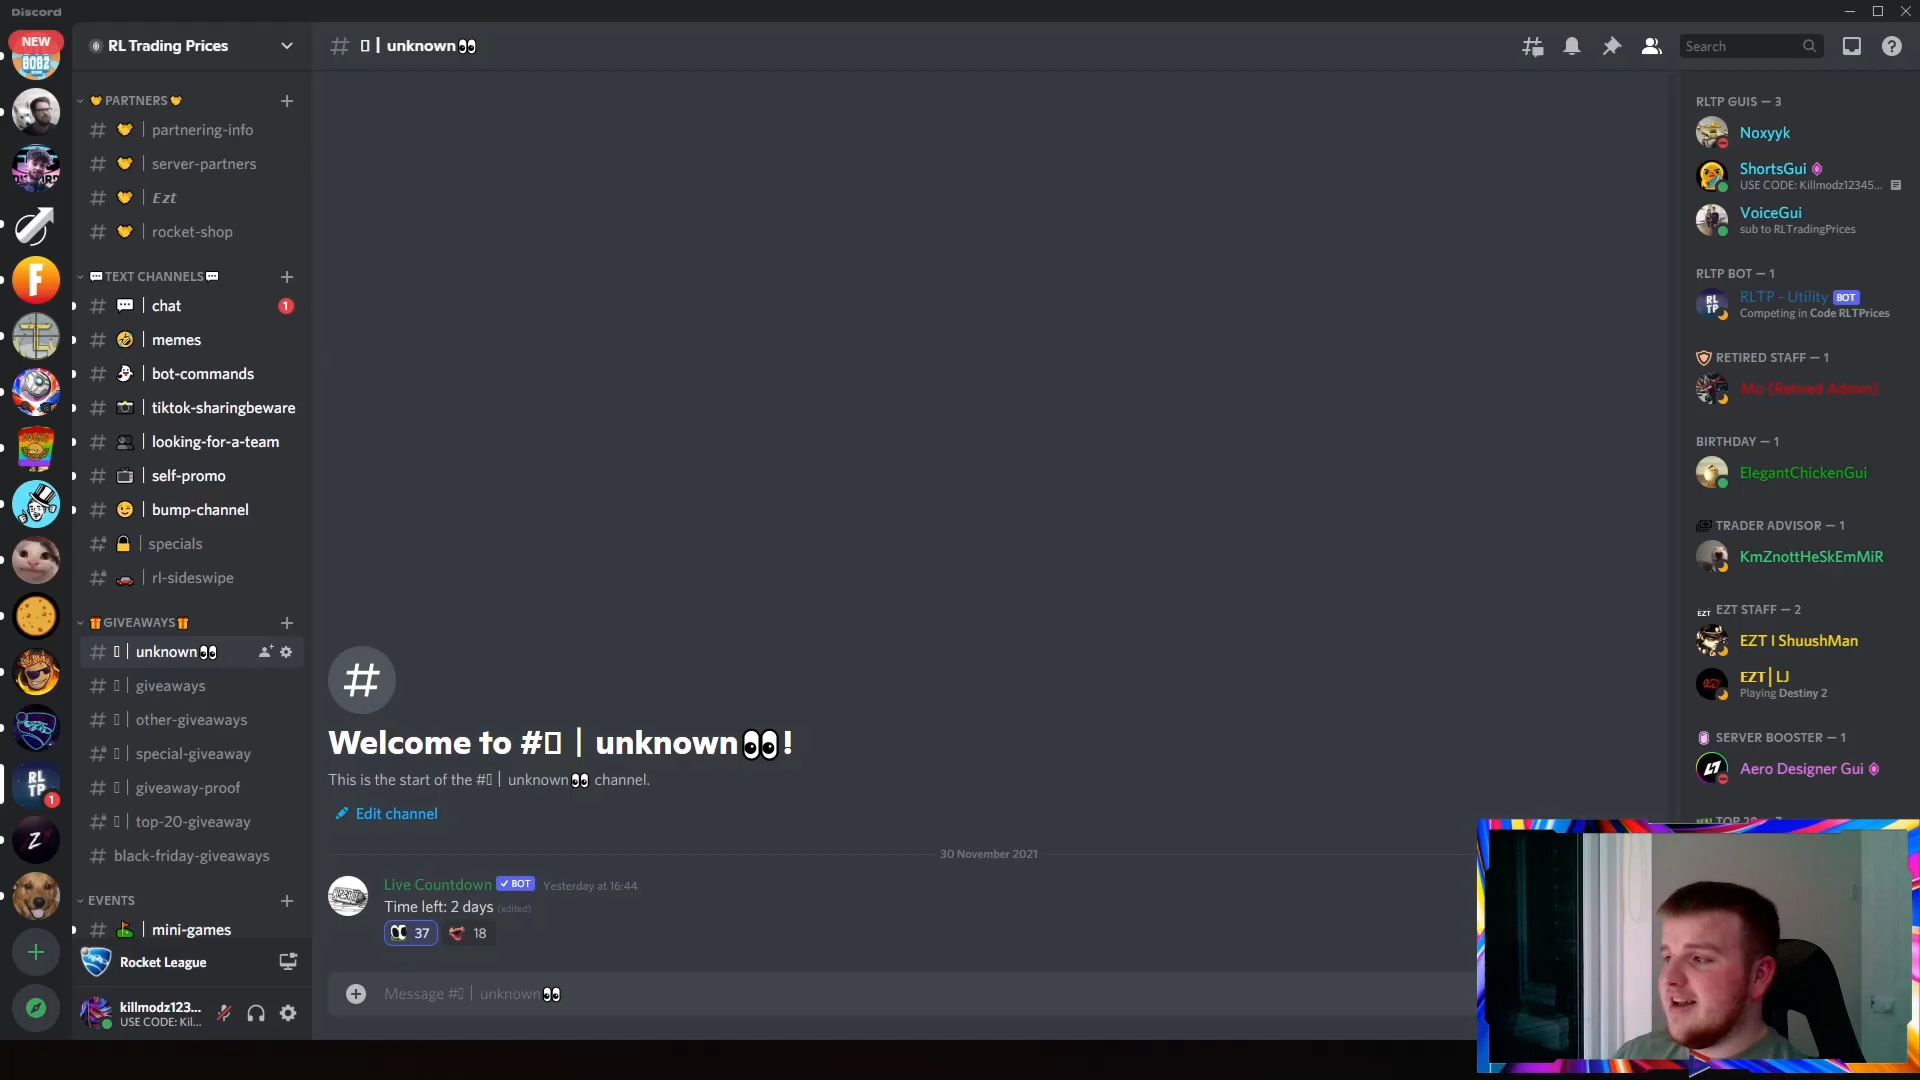 Discord
NEW
RL Trading Prices
unknown
Search
PARTNERS
partnering-info
server-partners
Ezt
rocket-shop
TEXT CHANNELS
chat
1
memes
bot-commands
tiktok-sharingbeware
looking-for-a-team
self-promo
bump-channel
specials
rl-sideswipe
GIVEAWAYS
unknown
giveaways
other-giveaways
special-giveaway
giveaway-proof
top-20-giveaway
black-friday-giveaways
EVENTS
mini-games
Rocket League
killmodz123...
USE CODE: Kil...
RL
TP
1
Welcome to # | unknown!
This is the start of the # | unknown channel.
Edit channel
30 November 2021
Live Countdown BOT Yesterday at 16:44
Time left: 2 days (edited)
37 18
Message # | unknown
RLTP GUIS — 3
Noxyyk
ShortsGui
USE CODE: Killmodz12345...
VoiceGui
sub to RLTradingPrices
RLTP BOT — 1
RLTP - Utility BOT
Competing in Code RLTPrices
RETIRED STAFF — 1
Mo {Retired Admin}
BIRTHDAY — 1
ElegantChickenGui
TRADER ADVISOR — 1
KmZnottHeSkEmMiR
EZT EZT STAFF — 2
EZT I ShuushMan
EZT | LJ
Playing Destiny 2
SERVER BOOSTER — 1
Aero Designer Gui